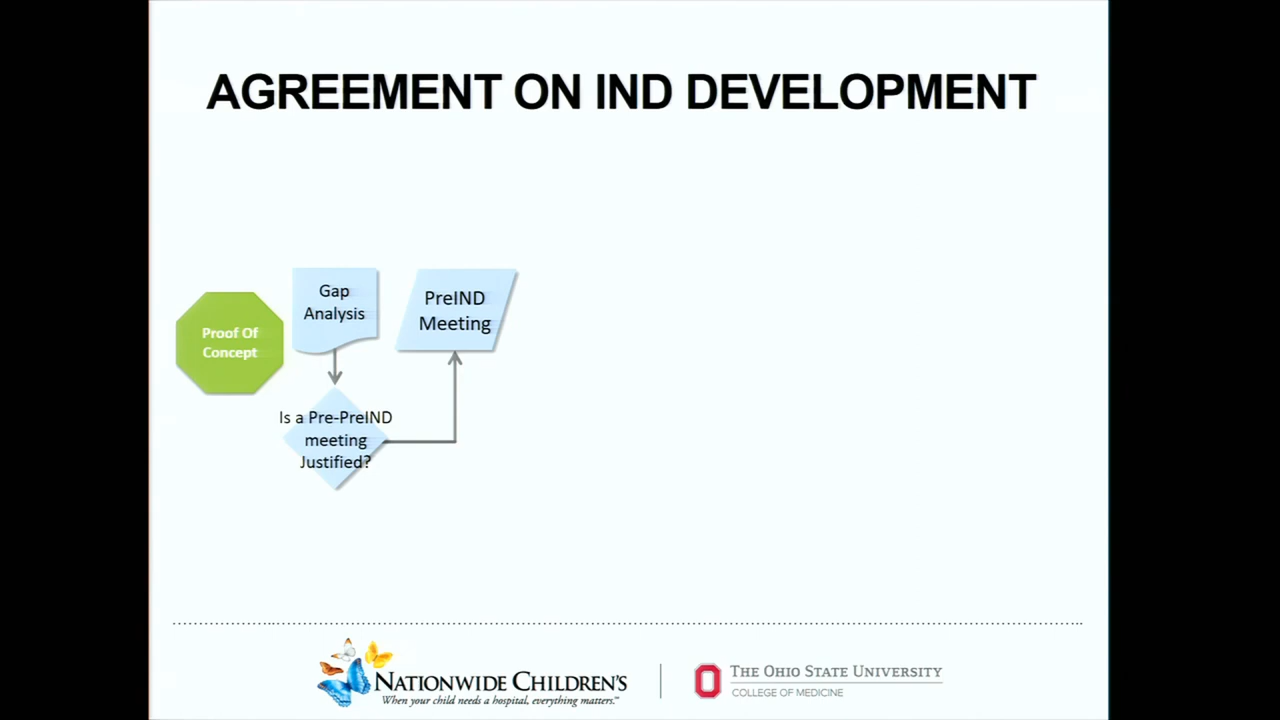 AGREEMENT ON IND DEVELOPMENT
Proof Of
Concept
Gap
Analysis
PreIND
Meeting
Is a Pre-PreIND
meeting
Justified?
NATIONWIDE CHILDREN'S
When your child needs a hospital, everything matters.™
THE OHIO STATE UNIVERSITY
COLLEGE OF MEDICINE